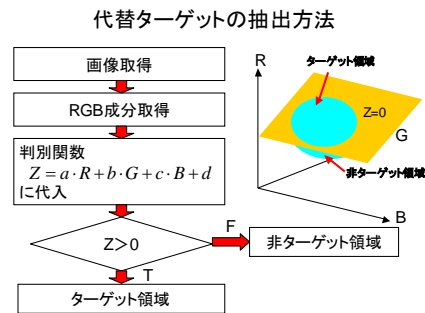 代替ターゲットの抽出方法
画像取得
RGB成分取得
判別関数
Z = a・R + b・G + c・B + d
に代入
Z＞0
F
T
非ターゲット領域
ターゲット領域
R
ターゲット領域
Z=0
G
非ターゲット領域
B